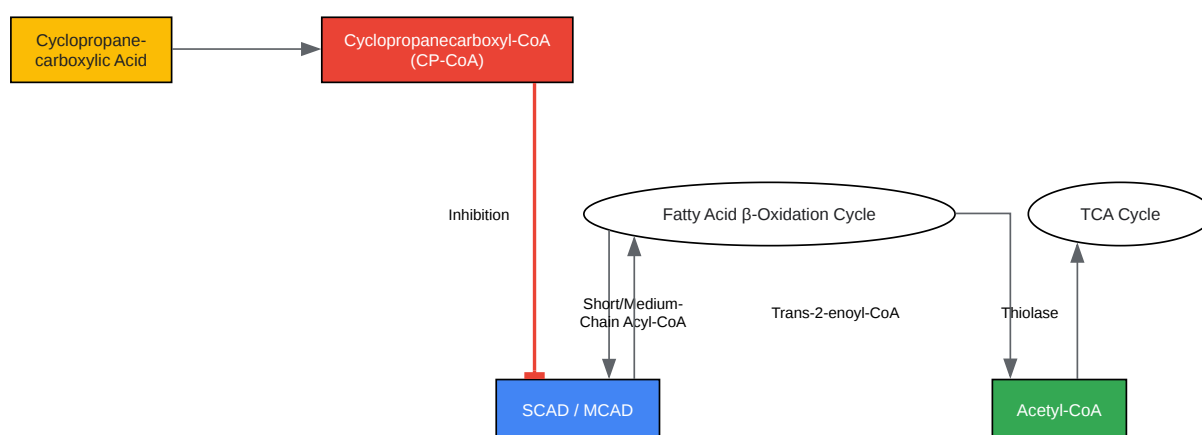 Cyclopropane-
carboxylic Acid
Cyclopropanecarboxyl-CoA
(CP-CoA)
Inhibition
Fatty Acid β-Oxidation Cycle
TCA Cycle
Short/Medium-
Chain Acyl-CoA
Trans-2-enoyl-CoA
Thiolase
SCAD / MCAD
Acetyl-CoA